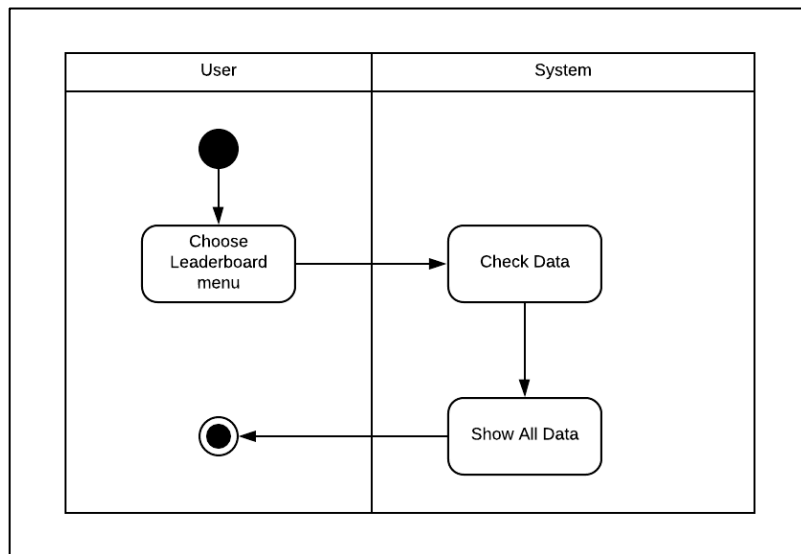 User
System
Choose
Leaderboard
menu
Check Data
Show All Data